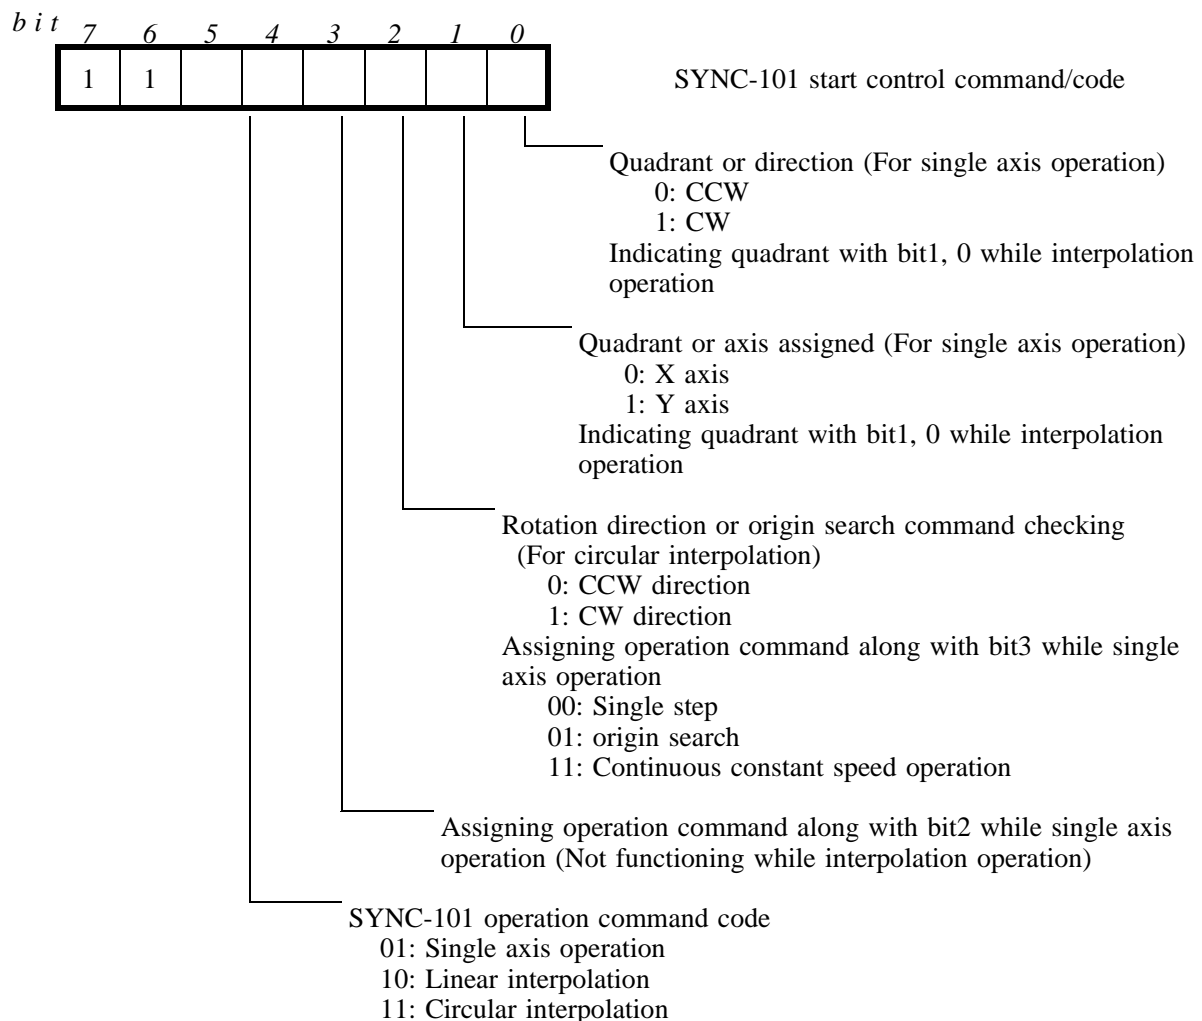 bit 7 6 5 4 3 2 1 0
1 1
SYNC-101 start control command/code
Quadrant or direction (For single axis operation)
0: CCW
1: CW
Indicating quadrant with bit1, 0 while interpolation
operation
Quadrant or axis assigned (For single axis operation)
0: X axis
1: Y axis
Indicating quadrant with bit1, 0 while interpolation
operation
Rotation direction or origin search command checking
(For circular interpolation)
0: CCW direction
1: CW direction
Assigning operation command along with bit3 while single
axis operation
00: Single step
01: origin search
11: Continuous constant speed operation
Assigning operation command along with bit2 while single axis
operation (Not functioning while interpolation operation)
SYNC-101 operation command code
01: Single axis operation
10: Linear interpolation
11: Circular interpolation